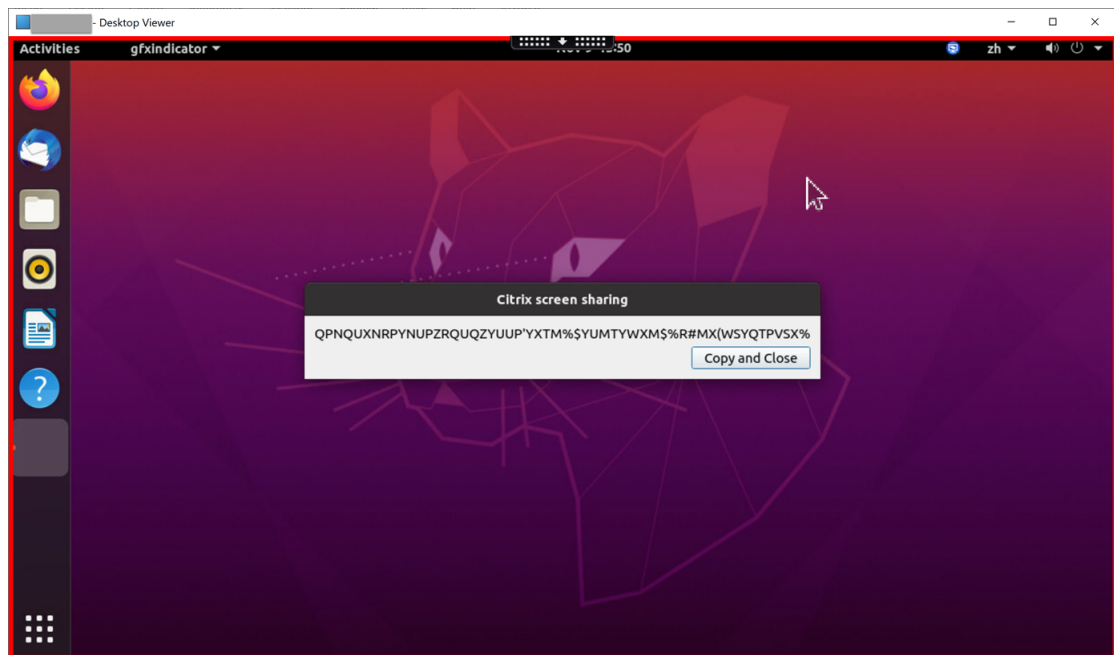 - Desktop Viewer
Activities gfxindicator zh
Citrix screen sharing
QPNQUXNRPYNUPZRQUQZYUUP'YXTM%$YUMTYWXM$%R#MX(WSYQTPVSX%
Copy and Close